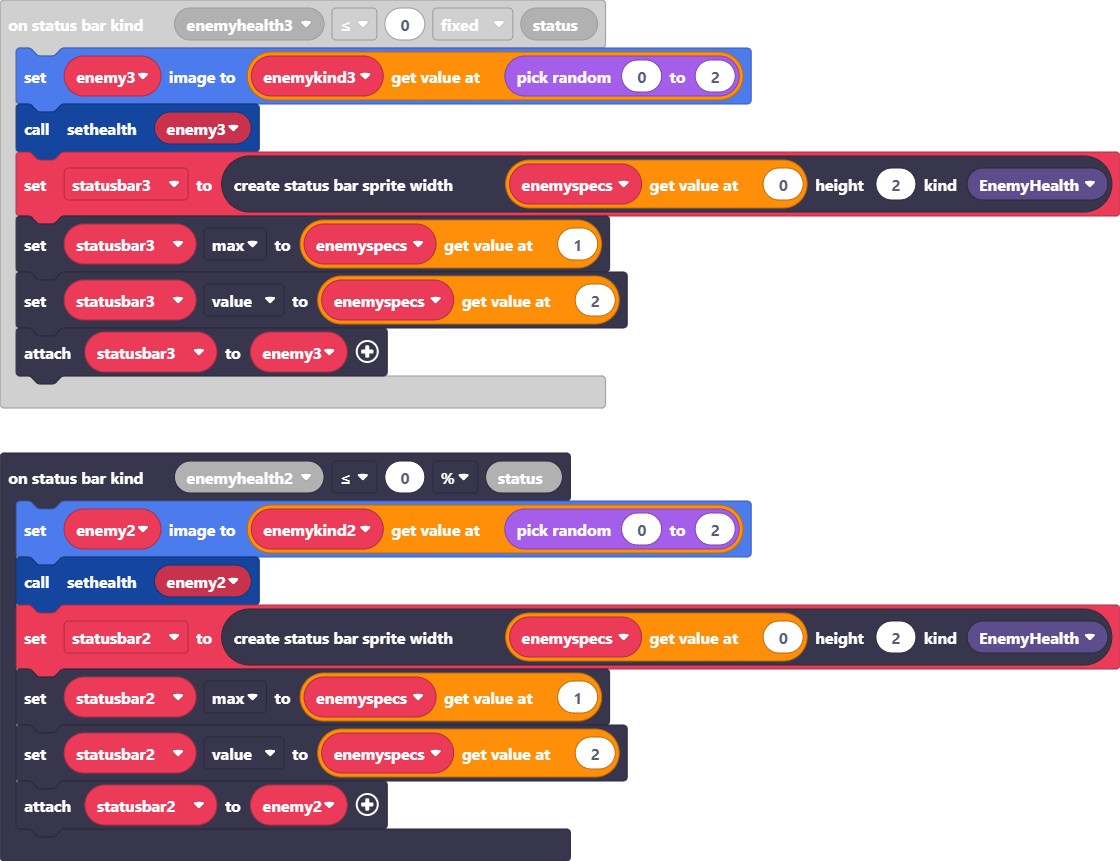 on status bar kind enemyhealth3 ≤ 0 fixed status
set enemy3 image to enemykind3 get value at pick random 0 to 2
call sethealth enemy3
set statusbar3 to create status bar sprite width enemyspecs get value at 0 height 2 kind EnemyHealth
set statusbar3 max to enemyspecs get value at 1
set statusbar3 value to enemyspecs get value at 2
attach statusbar3 to enemy3
on status bar kind enemyhealth2 ≤ 0 % status
set enemy2 image to enemykind2 get value at pick random 0 to 2
call sethealth enemy2
set statusbar2 to create status bar sprite width enemyspecs get value at 0 height 2 kind EnemyHealth
set statusbar2 max to enemyspecs get value at 1
set statusbar2 value to enemyspecs get value at 2
attach statusbar2 to enemy2